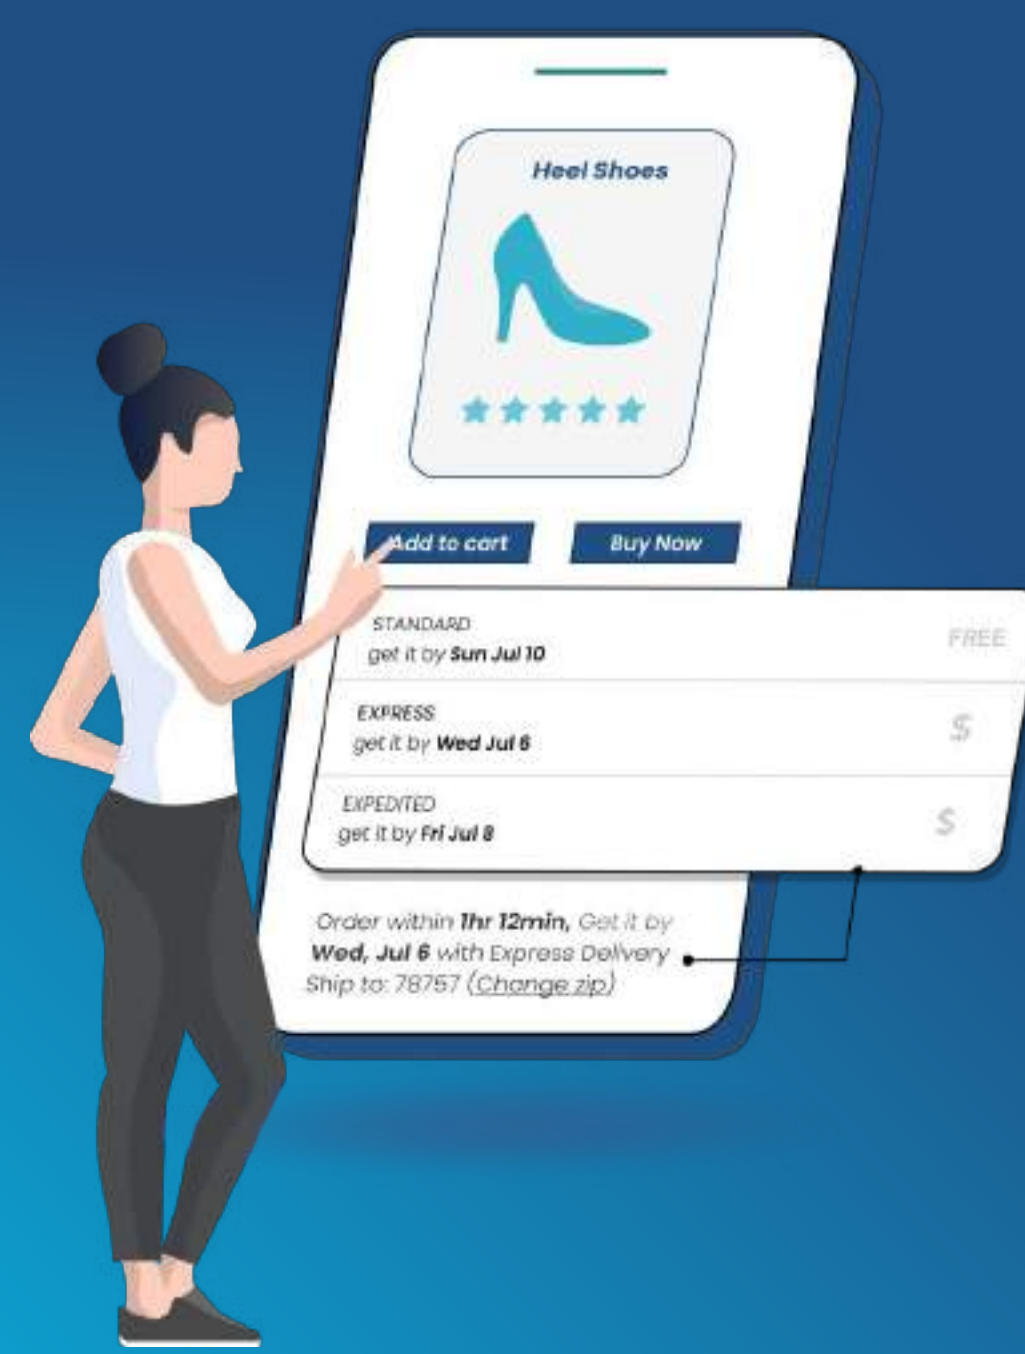 Heel Shoes
Add to cart
Buy Now
STANDARD
FREE
get it by Sun Jul 10
EXPRESS
$
get it by Wed Jul 6
EXPEDITED
$
get it by Fri Jul 8
Order within 1hr 12min, Get it by
Wed, Jul 6 with Express Delivery
Ship to: 78757 (Change zip)